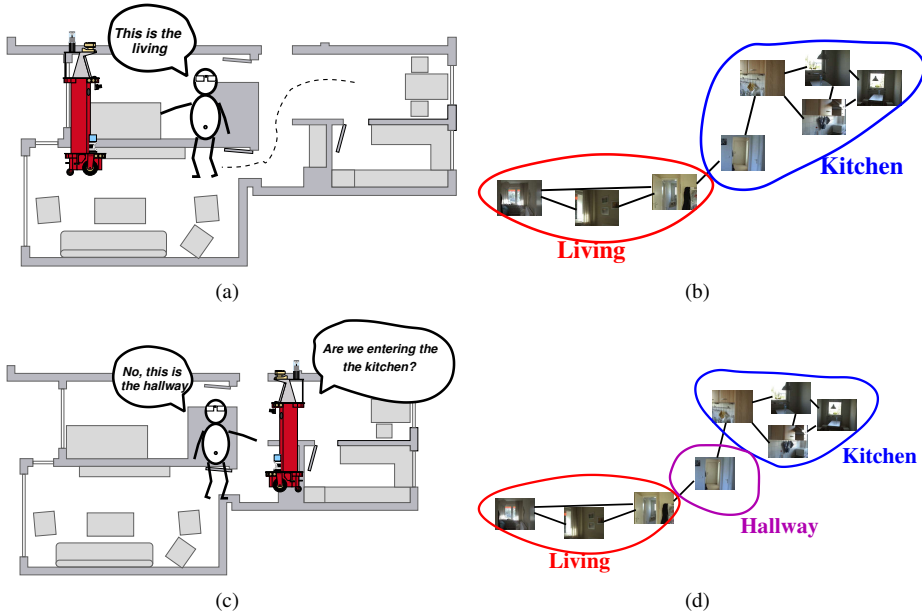 This is the
living
Kitchen
Living
(a)
(b)
No, this is
the hallway
Are we entering the
the kitchen?
Kitchen
Hallway
Living
(c)
(d)